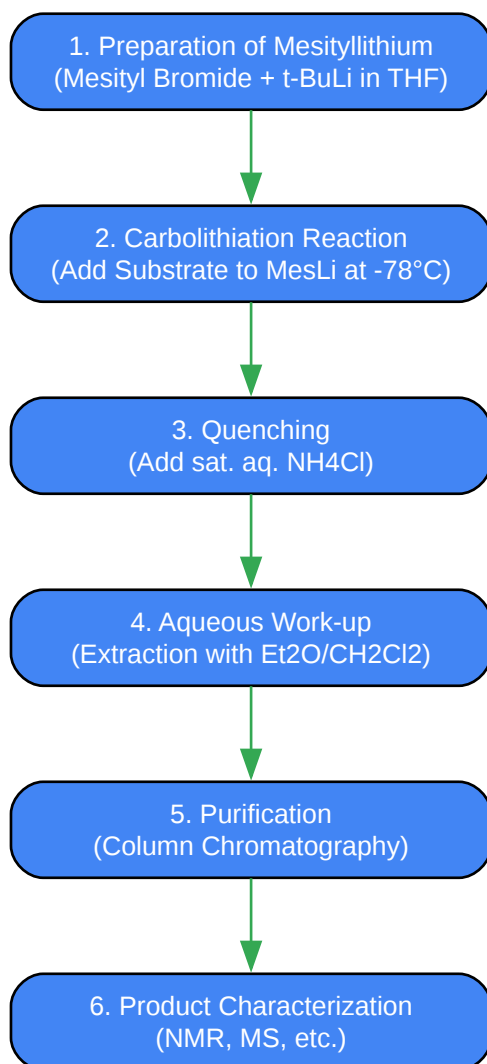 1. Preparation of Mesityllithium
(Mesityl Bromide + t-BuLi in THF)
2. Carbolithiation Reaction
(Add Substrate to MesLi at -78°C)
3. Quenching
(Add sat. aq. NH4Cl)
4. Aqueous Work-up
(Extraction with Et2O/CH2Cl2)
5. Purification
(Column Chromatography)
6. Product Characterization
(NMR, MS, etc.)